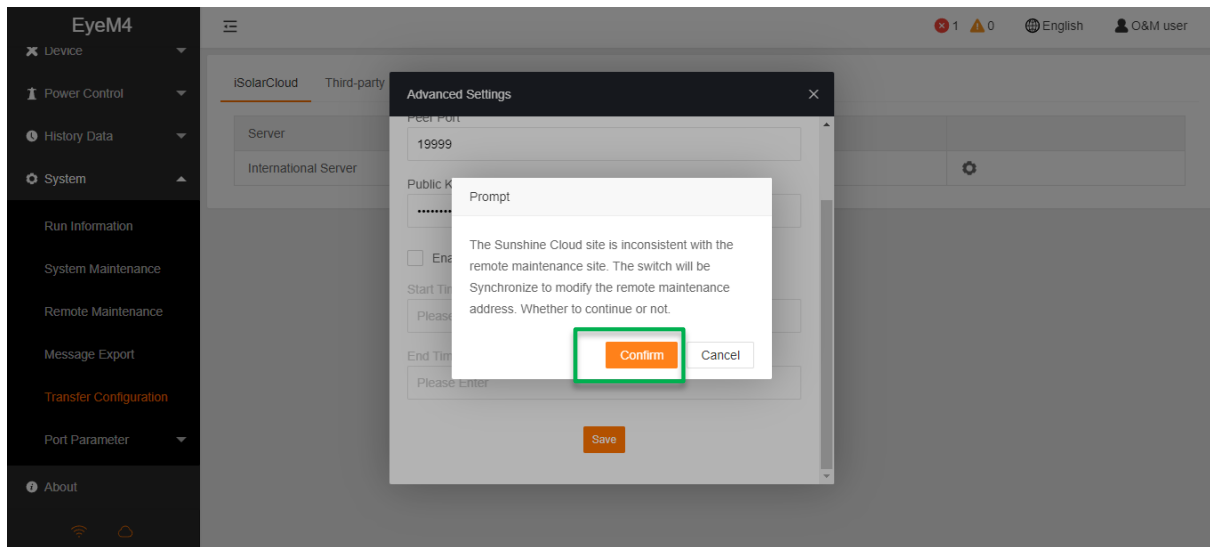 EyeM4
1
0
English
O&M user
Device
Power Control
History Data
System
Run Information
System Maintenance
Remote Maintenance
Message Export
Transfer Configuration
Port Parameter
About
iSolarCloud
Third-party
Server
International Server
Advanced Settings
Peer Port
19999
Public K
Prompt
The Sunshine Cloud site is inconsistent with the
remote maintenance site. The switch will be
Synchronize to modify the remote maintenance
address. Whether to continue or not.
Confirm
Cancel
Ena
Start Tim
Please
End Tim
Please Enter
Save